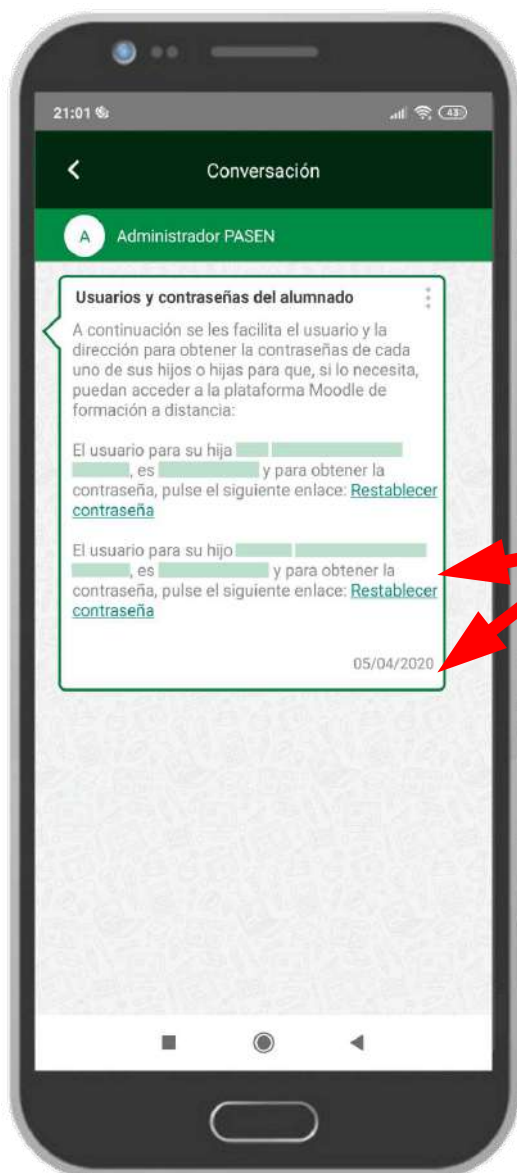 21:01
43
Conversación
A Administrador PASEN
Usuarios y contraseñas del alumnado
A continuación se les facilita el usuario y la
dirección para obtener la contraseñas de cada
uno de sus hijos o hijas para que, si lo necesita,
puedan acceder a la plataforma Moodle de
formación a distancia:
El usuario para su hija
, es y para obtener la
contraseña, pulse el siguiente enlace: Restablecer
contraseña
El usuario para su hijo
, es y para obtener la
contraseña, pulse el siguiente enlace: Restablecer
contraseña
05/04/2020